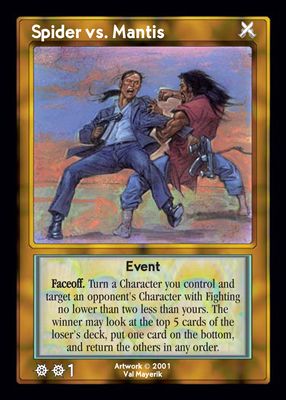 Spider vs. Mantis
Event
Faceoff. Turn a Character you control and
target an opponent's Character with Fighting
no lower than two less than yours. The
winner may look at the top 5 cards of the
loser's deck, put one card on the bottom,
and return the others in any order.
1
Artwork © 2001
Val Mayerik